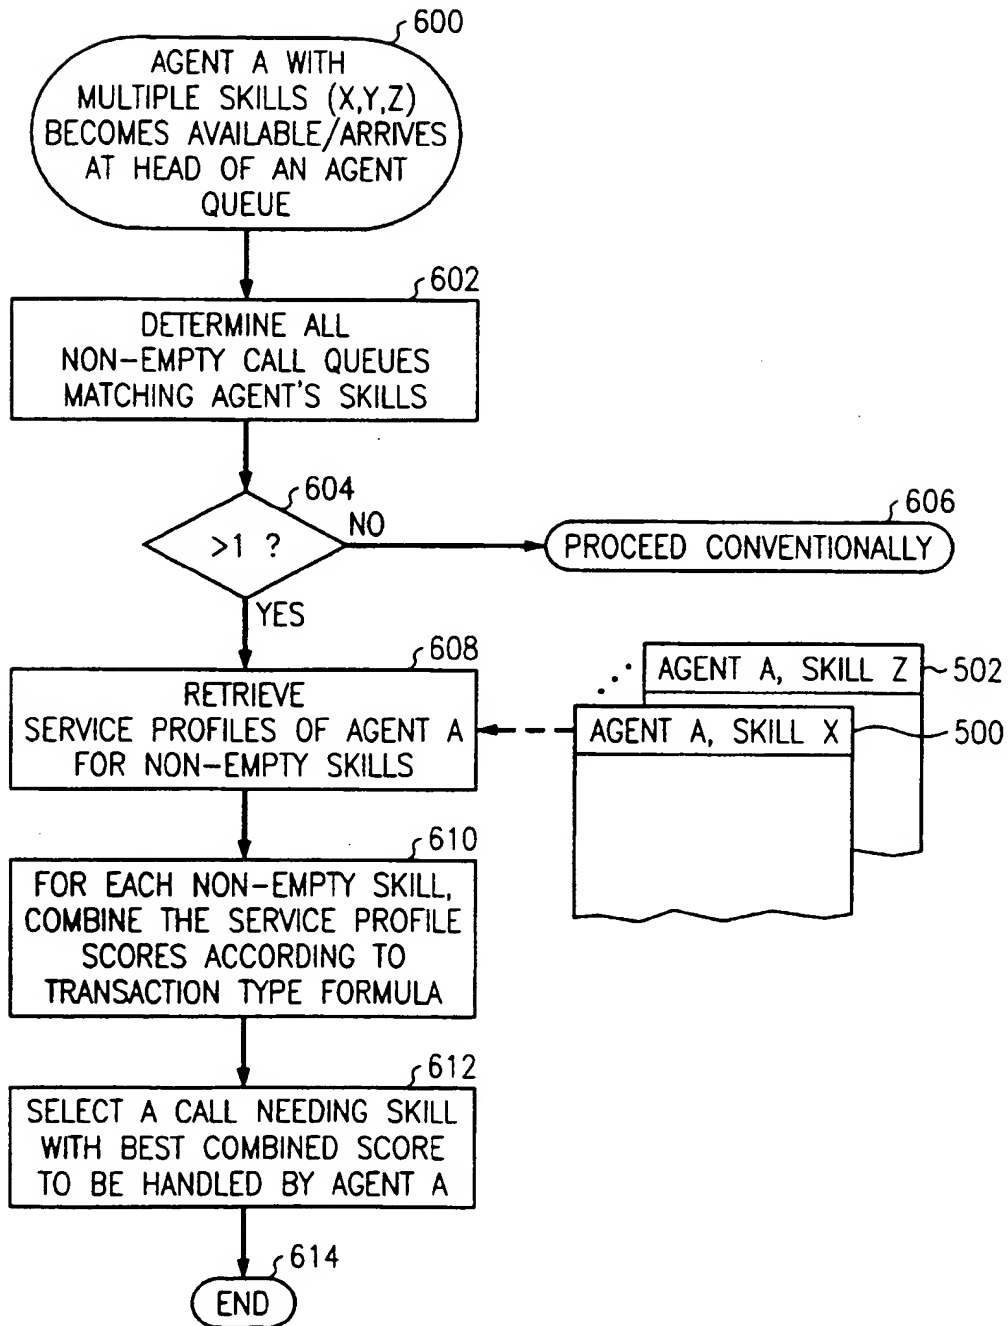 600
AGENT A WITH
MULTIPLE SKILLS (X,Y,Z)
BECOMES AVAILABLE/ARRIVES
AT HEAD OF AN AGENT
QUEUE
602
DETERMINE ALL
NON-EMPTY CALL QUEUES
MATCHING AGENT'S SKILLS
604
>1 ?
NO
606
PROCEED CONVENTIONALLY
YES
608
RETRIEVE
SERVICE PROFILES OF AGENT A
FOR NON-EMPTY SKILLS
AGENT A, SKILL Z
502
AGENT A, SKILL X
500
610
FOR EACH NON-EMPTY SKILL,
COMBINE THE SERVICE PROFILE
SCORES ACCORDING TO
TRANSACTION TYPE FORMULA
612
SELECT A CALL NEEDING SKILL
WITH BEST COMBINED SCORE
TO BE HANDLED BY AGENT A
614
END